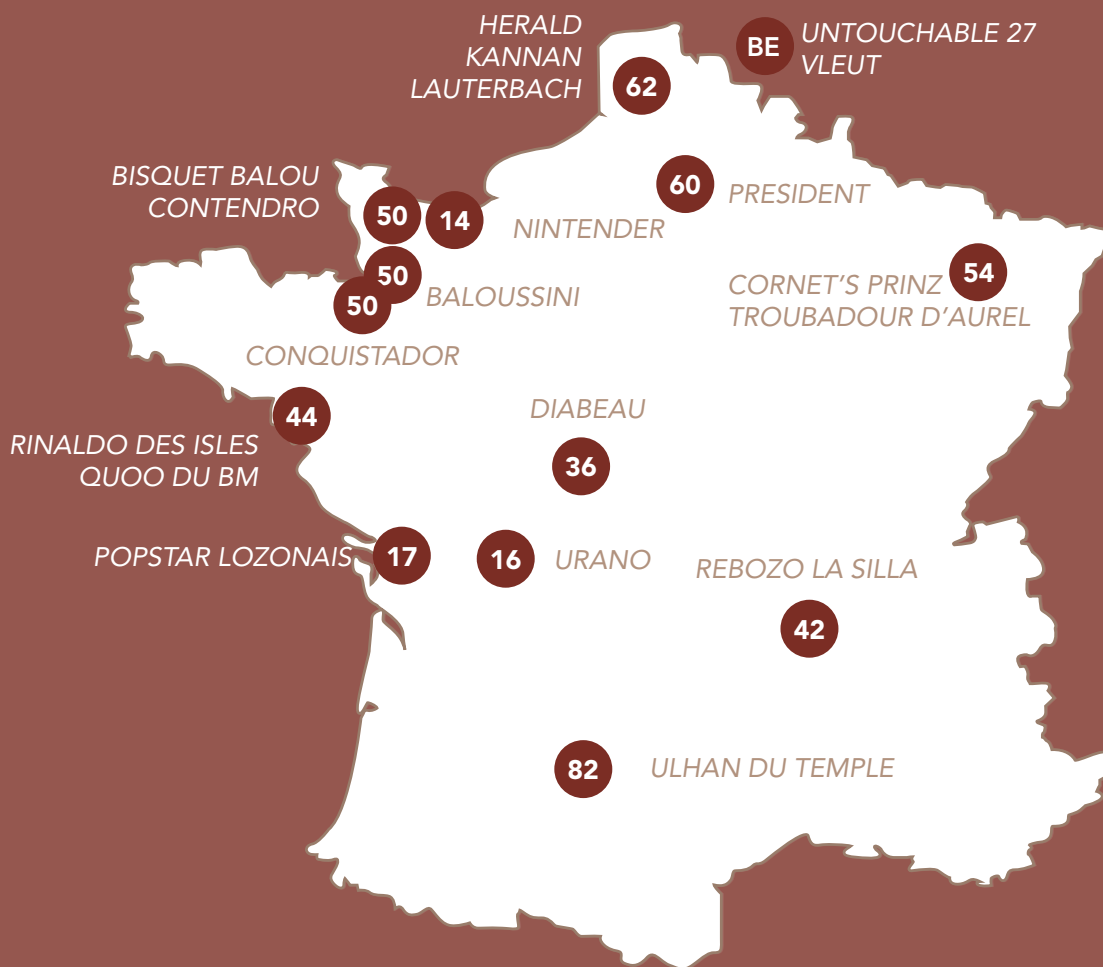 HERALD
KANNAN
LAUTERBACH
62
BE
UNTOUCHABLE 27
VLEUT
BISQUET BALOU
CONTENDRO
50
14
NINTENDER
60
PRESIDENT
50
BALOUSSINI
50
CONQUISTADOR
CORNET'S PRINZ
TROUBADOUR D'AUREL
54
44
RINALDO DES ISLES
QUOO DU BM
DIABEAU
36
POPSTAR LOZONAIS
17
16
URANO
REBOZO LA SILLA
42
82
ULHAN DU TEMPLE